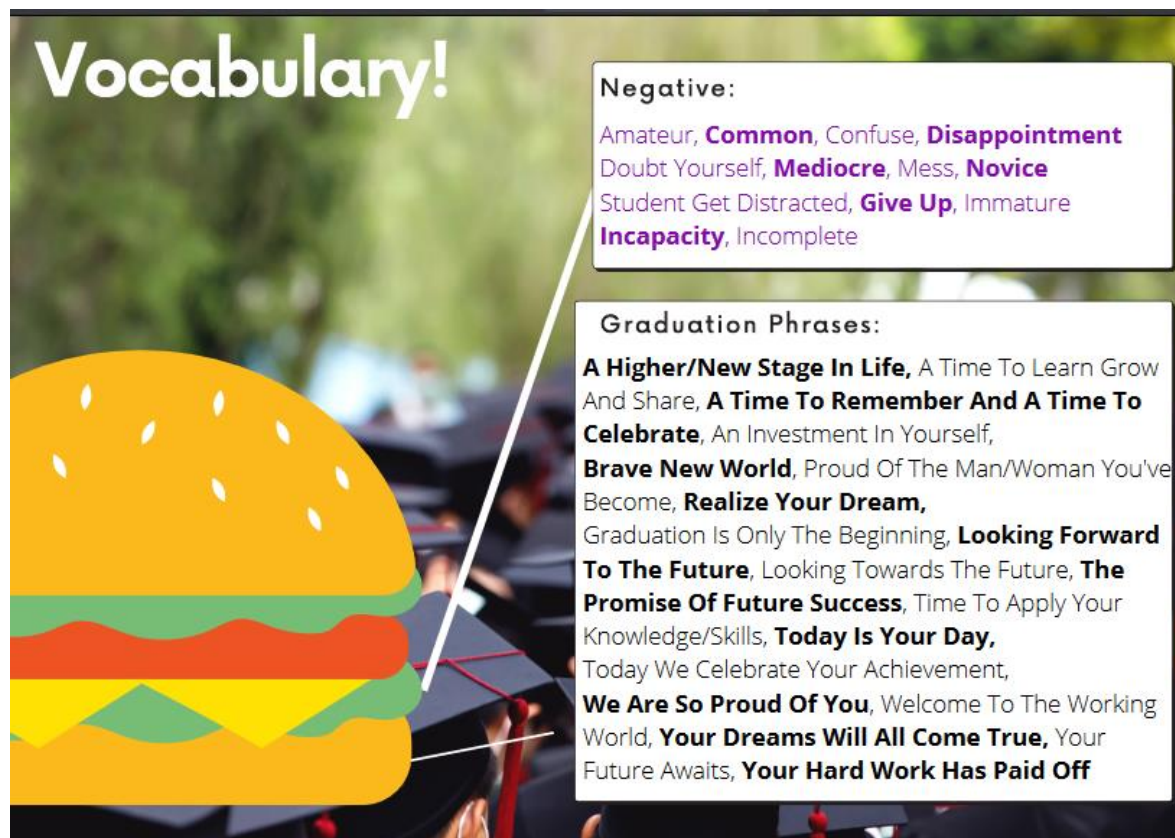 Vocabulary!
Negative:
Amateur, Common, Confuse, Disappointment
Doubt Yourself, Mediocre, Mess, Novice
Student Get Distracted, Give Up, Immature
Incapacity, Incomplete
Graduation Phrases:
A Higher/New Stage In Life, A Time To Learn Grow
And Share, A Time To Remember And A Time To
Celebrate, An Investment In Yourself,
Brave New World, Proud Of The Man/Woman You've
Become, Realize Your Dream,
Graduation Is Only The Beginning, Looking Forward
To The Future, Looking Towards The Future, The
Promise Of Future Success, Time To Apply Your
Knowledge/Skills, Today Is Your Day,
Today We Celebrate Your Achievement,
We Are So Proud Of You, Welcome To The Working
World, Your Dreams Will All Come True, Your
Future Awaits, Your Hard Work Has Paid Off